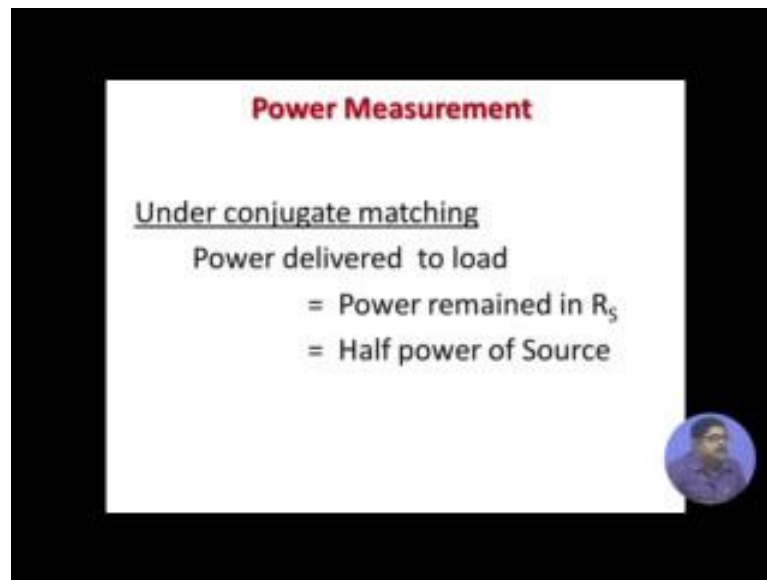 Power Measurement
Under conjugate matching
Power delivered to load
= Power remained in R_S
= Half power of Source